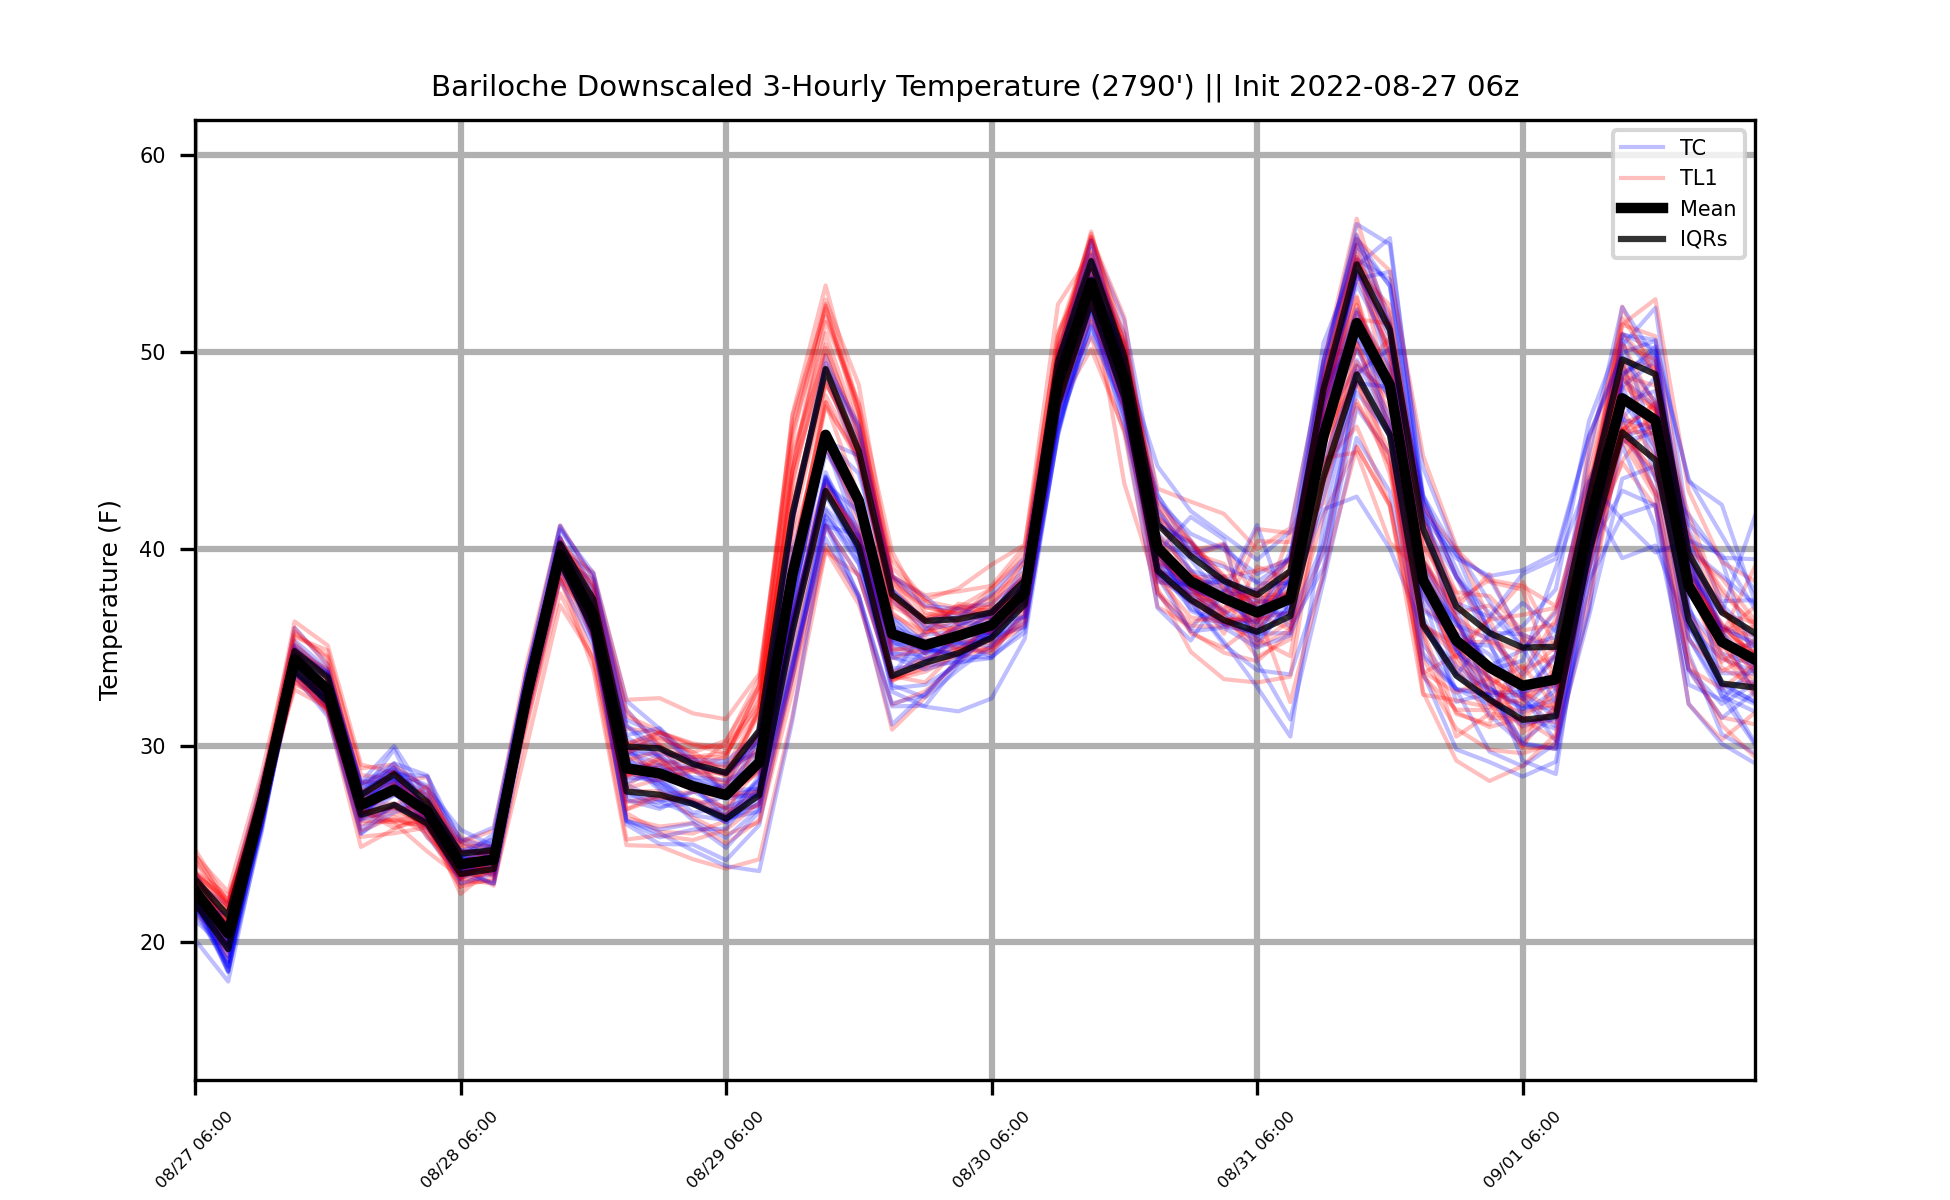 Bariloche Downscaled 3-Hourly Temperature (2790') || Init 2022-08-27 06z
60
50
40
30
20
Temperature (F)
TC
TL1
Mean
IQRs
08/27 06:00
08/28 06:00
08/29 06:00
08/30 06:00
08/31 06:00
09/01 06:00